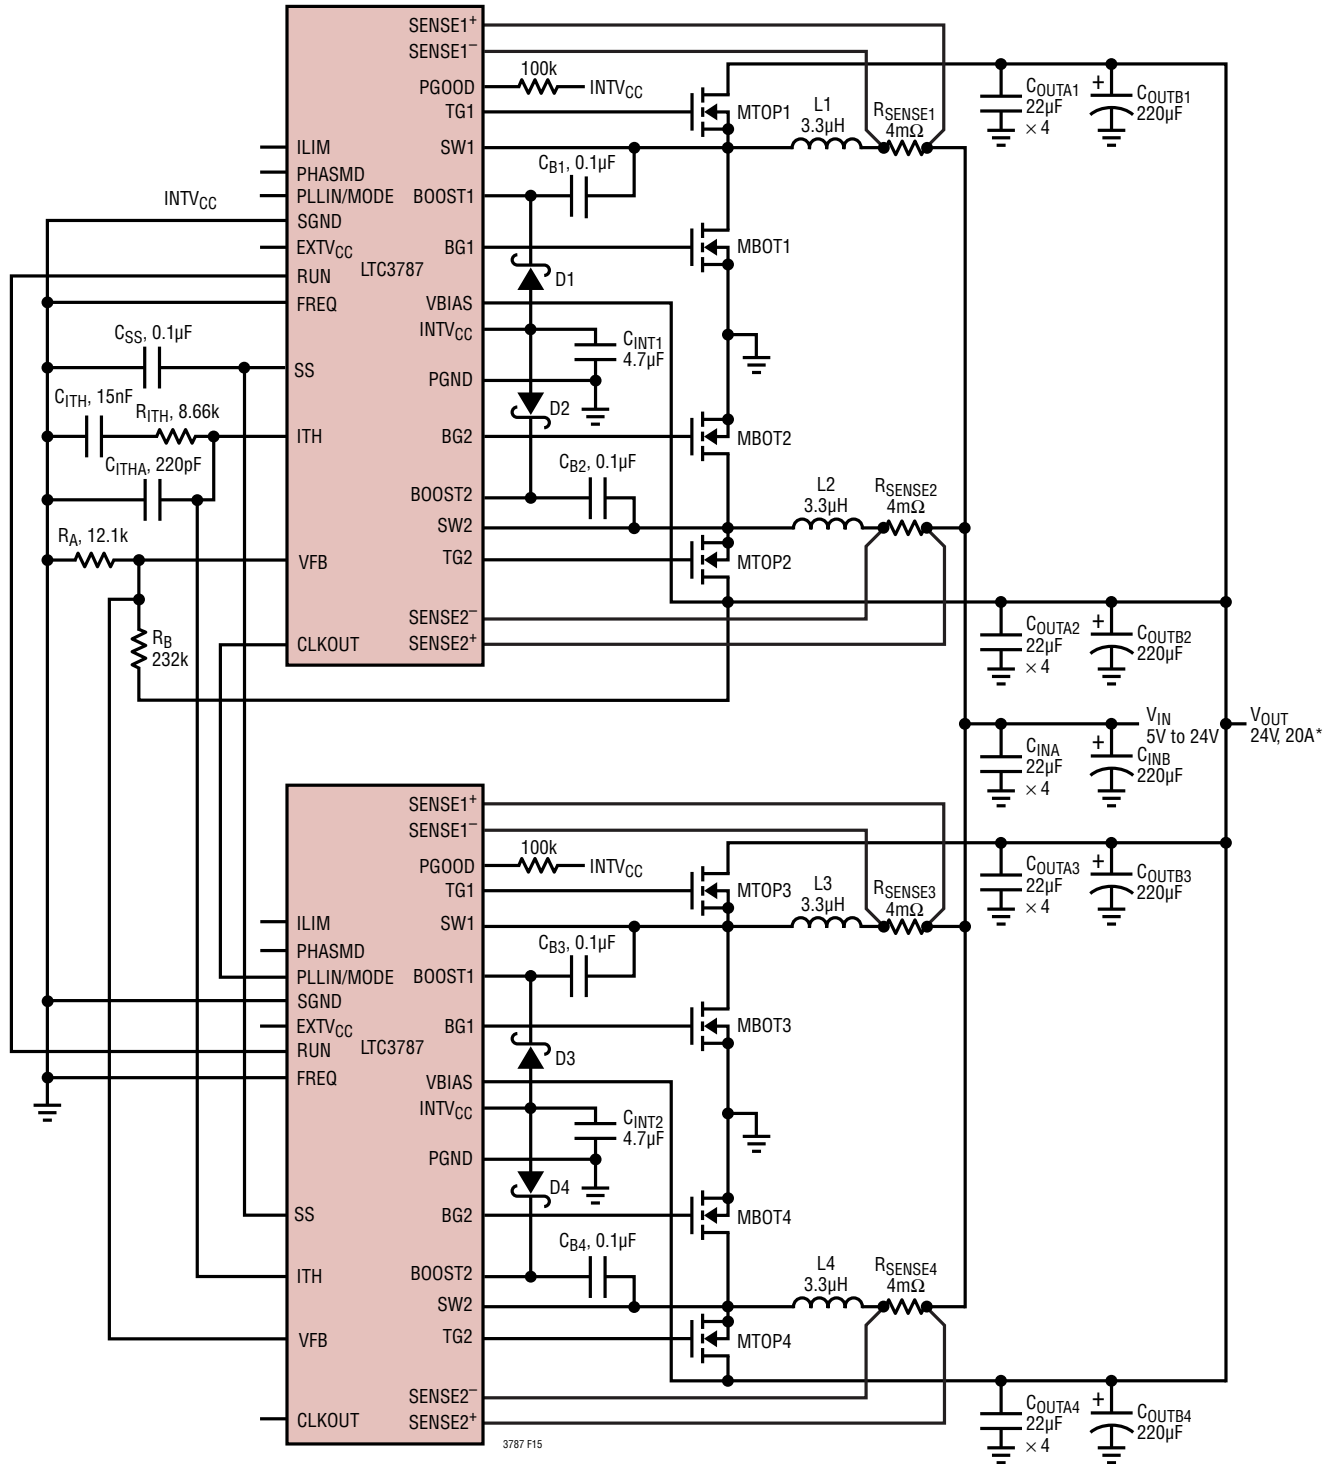 SENSE1+
SENSE1–
PGOOD
100k
INTVCC
TG1
MTOP1
L1
3.3µH
RSENSE1
4mΩ
COUTA1
22µF
× 4
+
COUTB1
220µF
ILIM
SW1
PHASMD
CB1, 0.1µF
PLLIN/MODE
BOOST1
INTVCC
SGND
EXTVCC
BG1
MBOT1
LTC3787
RUN
D1
FREQ
VBIAS
INTVCC
CINT1
4.7µF
CSS, 0.1µF
SS
PGND
CITH, 15nF
RITH, 8.66k
D2
ITH
BG2
MBOT2
CITHA, 220pF
CB2, 0.1µF
BOOST2
L2
3.3µH
RSENSE2
4mΩ
SW2
RA, 12.1k
VFB
TG2
MTOP2
SENSE2–
SENSE2+
RB
232k
CLKOUT
COUTA2
22µF
× 4
+
COUTB2
220µF
VIN
5V to 24V
VOUT
24V, 20A*
CINA
22µF
× 4
+
CINB
220µF
SENSE1+
SENSE1–
PGOOD
100k
INTVCC
TG1
MTOP3
L3
3.3µH
RSENSE3
4mΩ
COUTA3
22µF
× 4
+
COUTB3
220µF
ILIM
SW1
PHASMD
CB3, 0.1µF
PLLIN/MODE
BOOST1
SGND
EXTVCC
BG1
MBOT3
LTC3787
RUN
D3
FREQ
VBIAS
INTVCC
CINT2
4.7µF
PGND
D4
SS
BG2
MBOT4
CB4, 0.1µF
ITH
BOOST2
L4
3.3µH
RSENSE4
4mΩ
SW2
VFB
TG2
MTOP4
SENSE2–
SENSE2+
CLKOUT
COUTA4
22µF
× 4
+
COUTB4
220µF
3787 F15